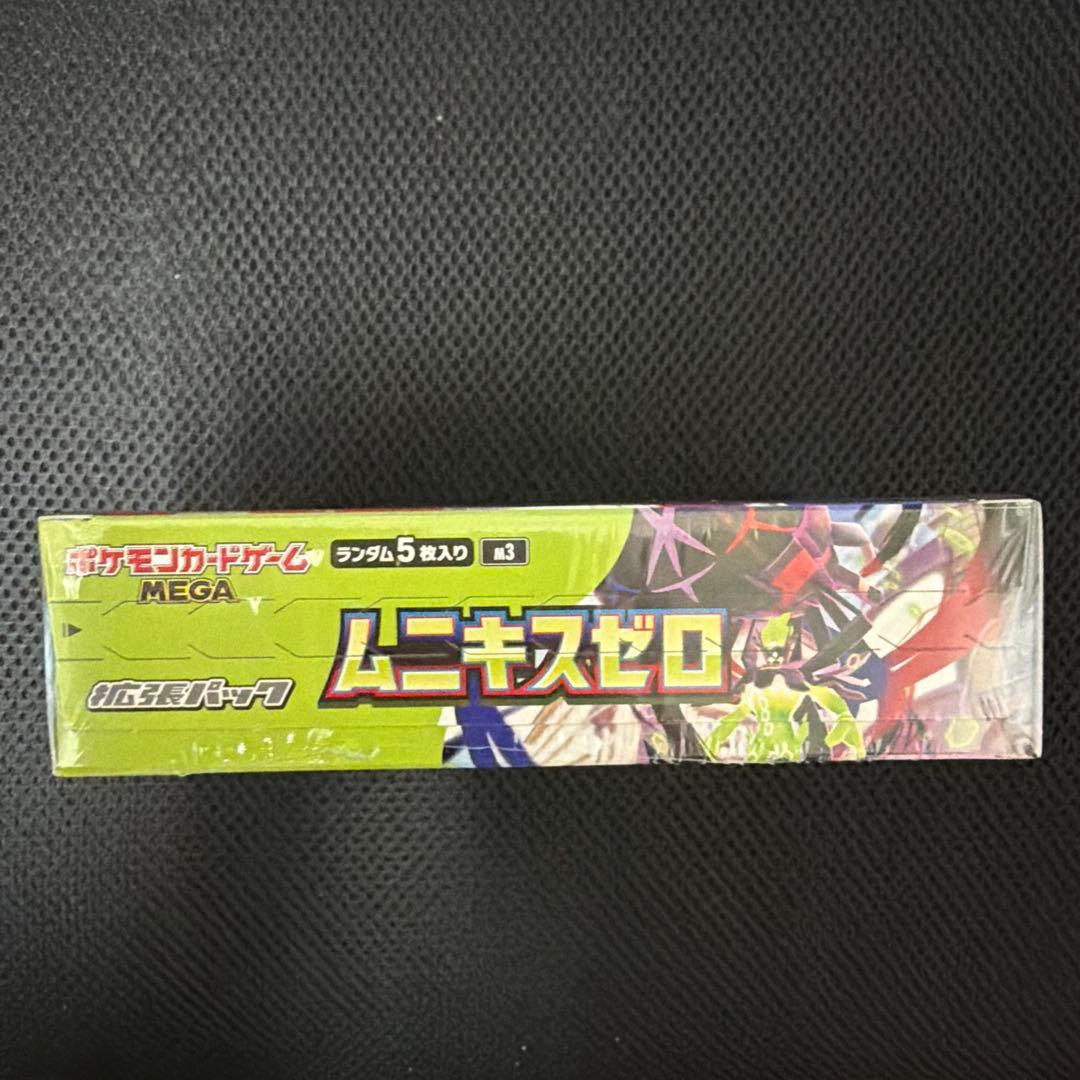 ポケモンカードゲーム
MEGA
ランダム5枚入り
M3
ムニキスゼロ
拡張パック